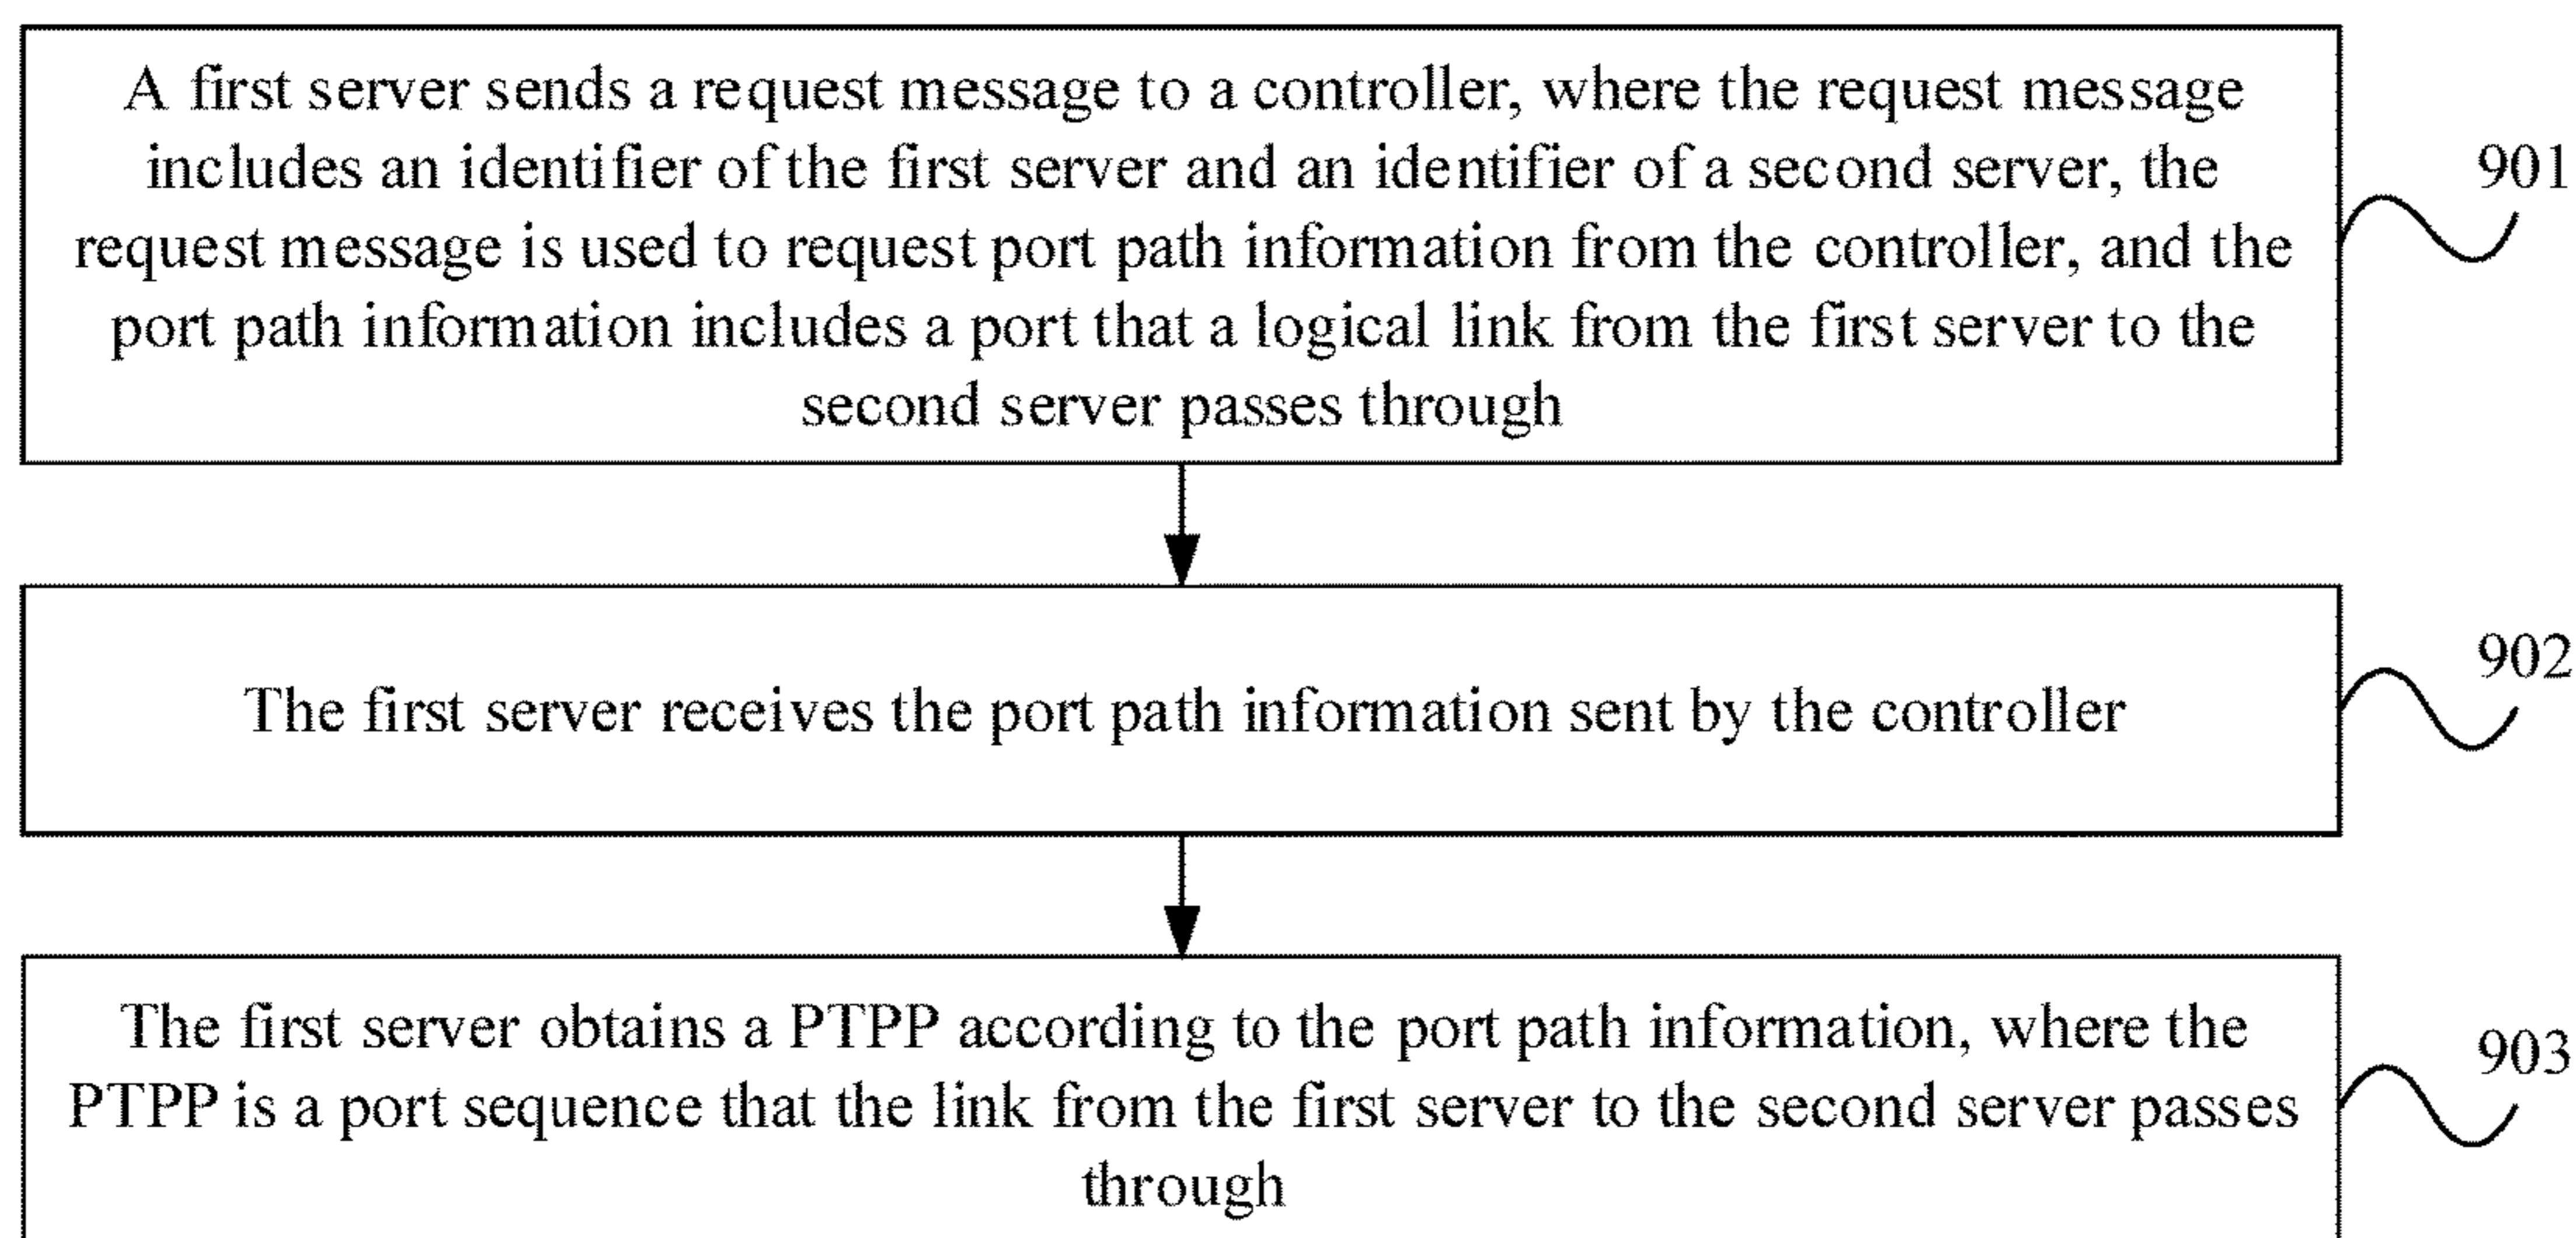 A first server sends a request message to a controller, where the request message
includes an identifier of the first server and an identifier of a second server, the
request message is used to request port path information from the controller, and the
port path information includes a port that a logical link from the first server to the
second server passes through
901
The first server receives the port path information sent by the controller
902
The first server obtains a PTPP according to the port path information, where the
PTPP is a port sequence that the link from the first server to the second server passes
through
903